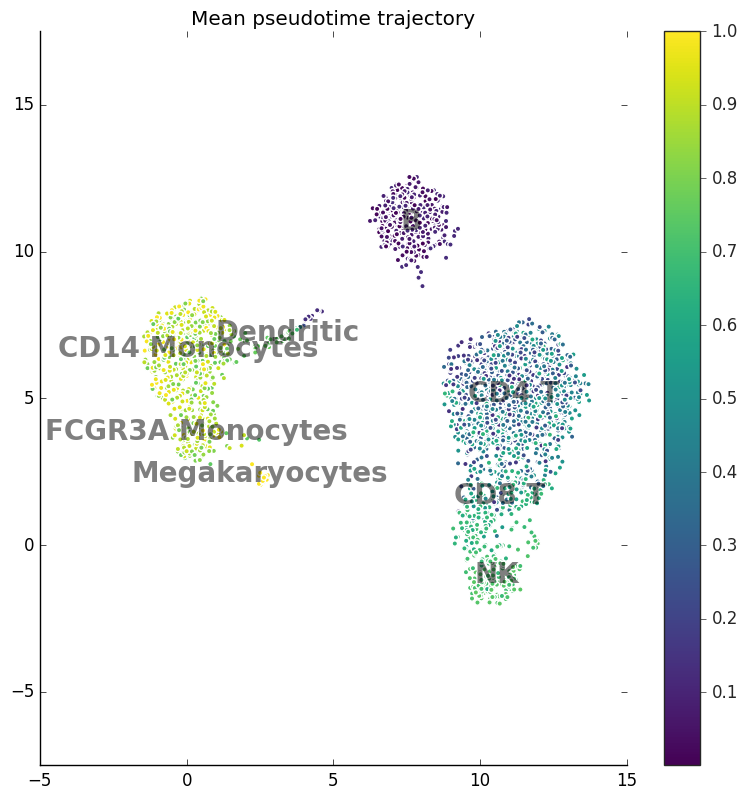 Mean pseudotime trajectory
1.0
15
0.9
0.8
B
10
0.7
Dendritic
CD14 Monocytes
0.6
5
CD4 T
0.5
FCGR3A Monocytes
Megakaryocytes
0.4
CD8 T
0
0.3
NK
0.2
−5
0.1
−5
0
5
10
15